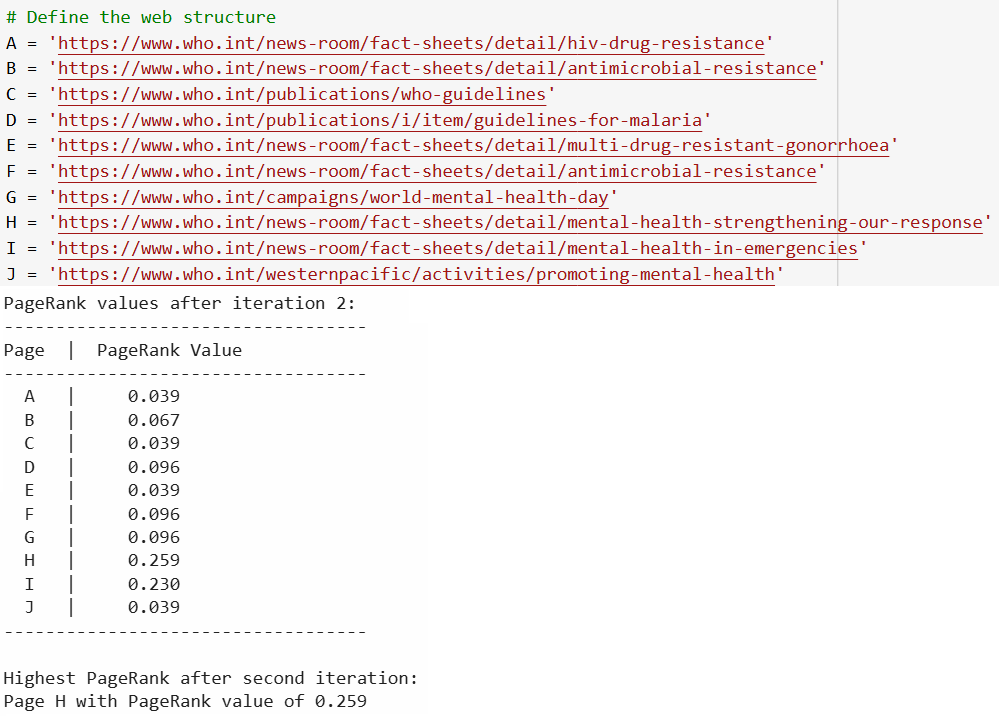 # Define the web structure
A = 'https://www.who.int/news-room/fact-sheets/detail/hiv-drug-resistance'
B = 'https://www.who.int/news-room/fact-sheets/detail/antimicrobial-resistance'
C = 'https://www.who.int/publications/who-guidelines'
D = 'https://www.who.int/publications/i/item/guidelines-for-malaria'
E = 'https://www.who.int/news-room/fact-sheets/detail/multi-drug-resistant-gonorrhoea'
F = 'https://www.who.int/news-room/fact-sheets/detail/antimicrobial-resistance'
G = 'https://www.who.int/campaigns/world-mental-health-day'
H = 'https://www.who.int/news-room/fact-sheets/detail/mental-health-strengthening-our-response'
I = 'https://www.who.int/news-room/fact-sheets/detail/mental-health-in-emergencies'
J = 'https://www.who.int/westernpacific/activities/promoting-mental-health'
PageRank values after iteration 2:
-----------------------------------
Page | PageRank Value
-----------------------------------
A | 0.039
B | 0.067
C | 0.039
D | 0.096
E | 0.039
F | 0.096
G | 0.096
H | 0.259
I | 0.230
J | 0.039
-----------------------------------
Highest PageRank after second iteration:
Page H with PageRank value of 0.259